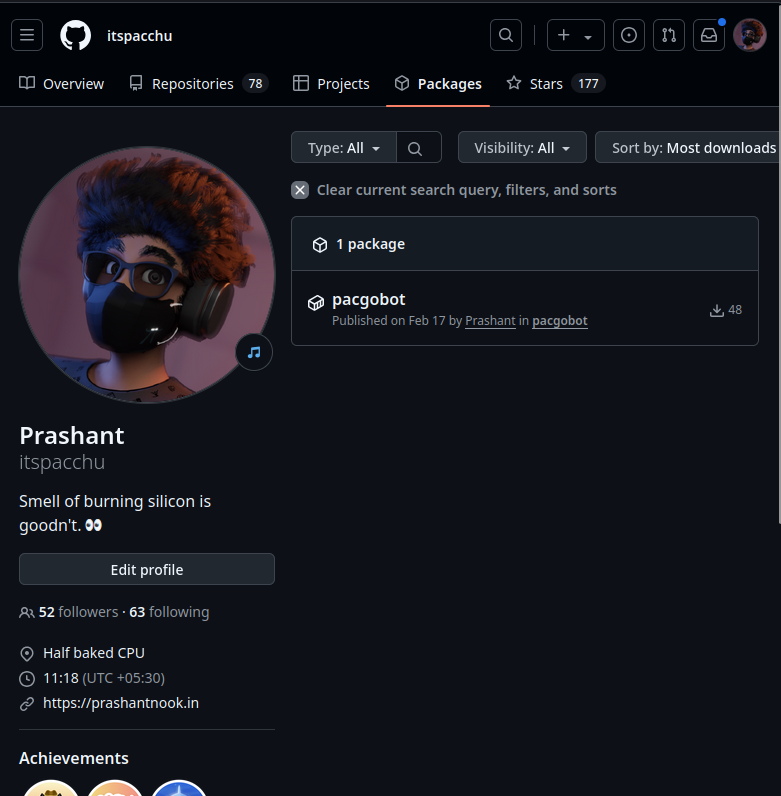 itspacchu
Overview
Repositories 78
Projects
Packages
Stars 177
Type: All
Visibility: All
Sort by: Most downloads
Clear current search query, filters, and sorts
1 package
pacgobot
Published on Feb 17 by Prashant in pacgobot
48
Prashant
itspacchu
Smell of burning silicon is
goodn't. 👀
Edit profile
52 followers · 63 following
Half baked CPU
11:18 (UTC +05:30)
https://prashantnook.in
Achievements